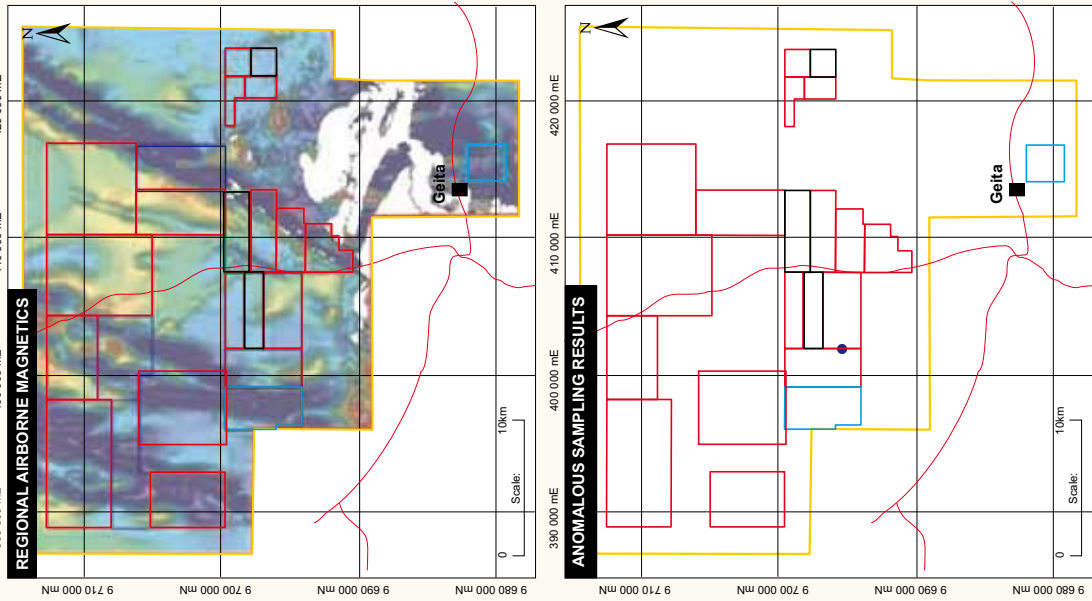 REGIONAL AIRBORNE MAGNETICS
N
Geita
Scale:
0
10km
9 710 000 mN
9 700 000 mN
9 690 000 mN
9 680 000 mN
390 000 mE
400 000 mE
410 000 mE
420 000 mE
ANOMALOUS SAMPLING RESULTS
N
Geita
Scale:
0
10km
9 710 000 mN
9 700 000 mN
9 690 000 mN
9 680 000 mN